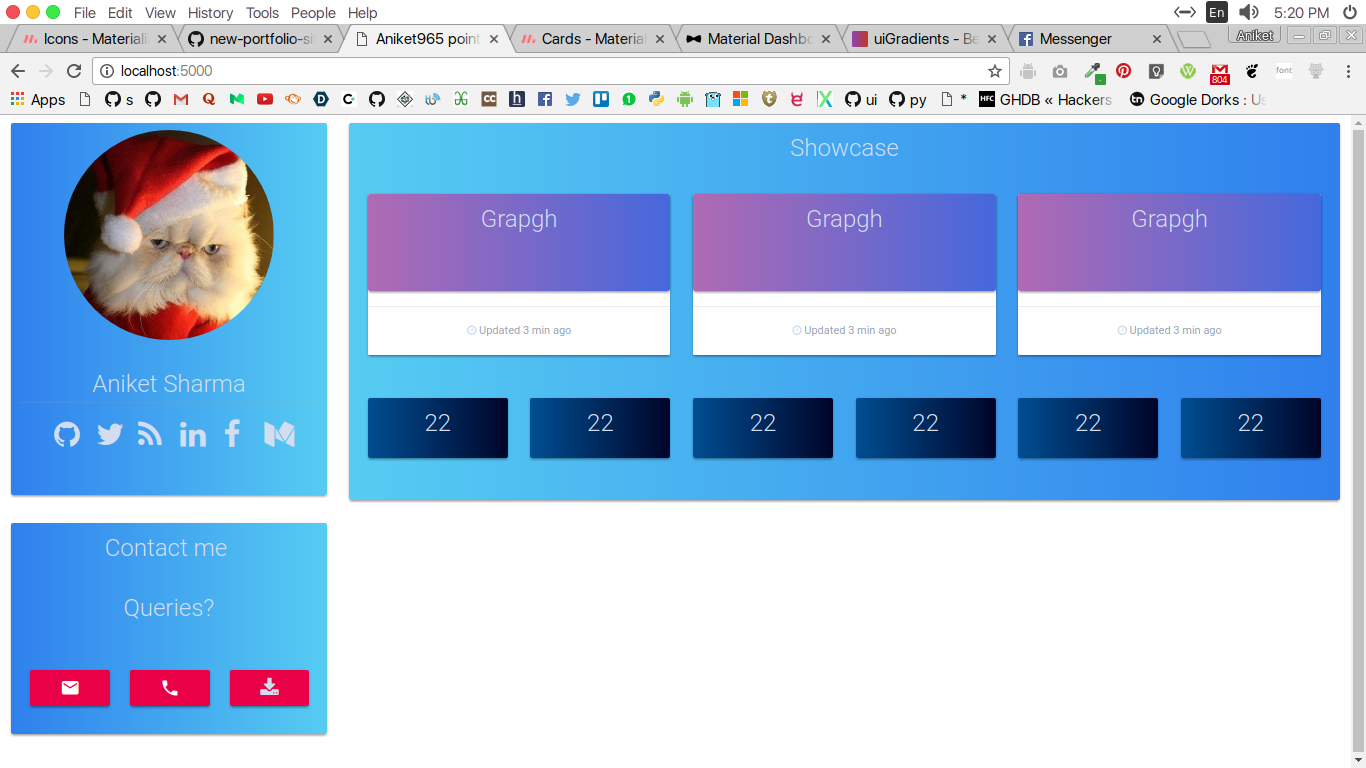 File Edit View History Tools People Help En 5:20 PM
Icons - Materiali new-portfolio-si Aniket965 point Cards - Material Material Dashbo uiGradients - Be Messenger Aniket
localhost:5000 804 font
Apps s ui py * HFC GHDB « Hackers Google Dorks : Us
Showcase
Grapgh Grapgh Grapgh
Updated 3 min ago Updated 3 min ago Updated 3 min ago
Aniket Sharma
22 22 22 22 22 22
Contact me
Queries?